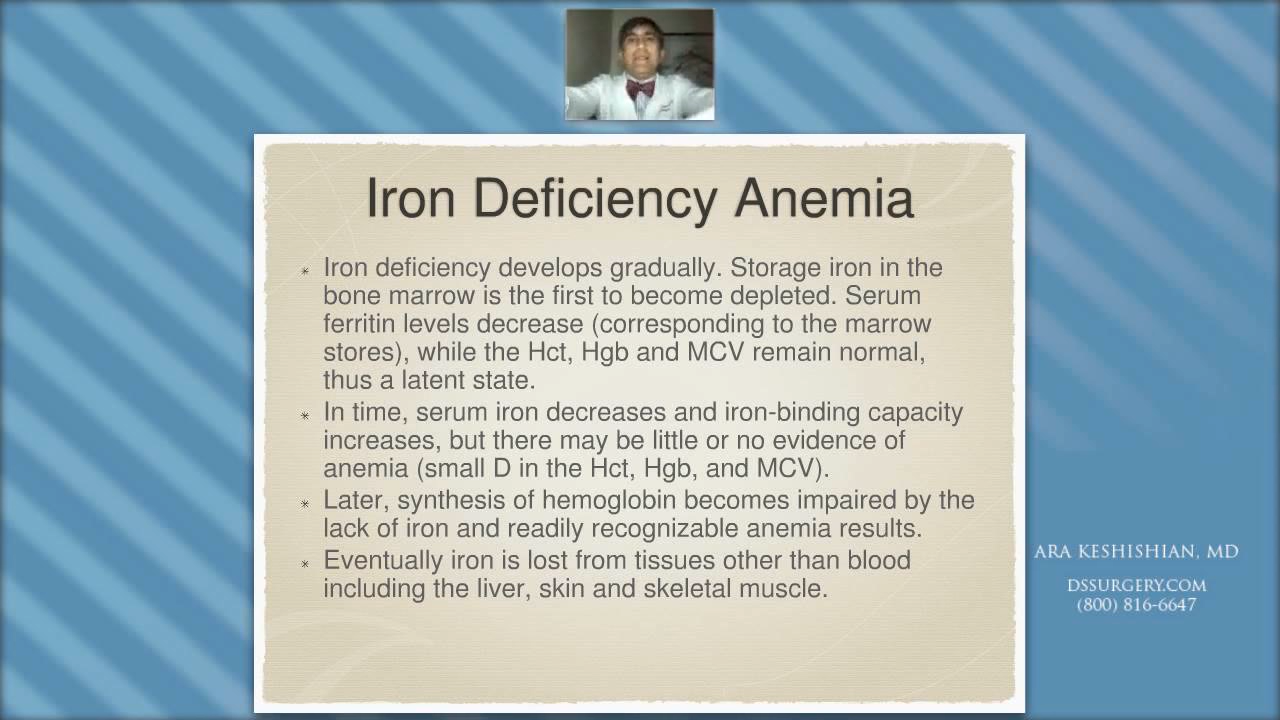 Iron Deficiency Anemia
* Iron deficiency develops gradually. Storage iron in the
bone marrow is the first to become depleted. Serum
ferritin levels decrease (corresponding to the marrow
stores), while the Hct, Hgb and MCV remain normal,
thus a latent state.
* In time, serum iron decreases and iron-binding capacity
increases, but there may be little or no evidence of
anemia (small D in the Hct, Hgb, and MCV).
* Later, synthesis of hemoglobin becomes impaired by the
lack of iron and readily recognizable anemia results.
* Eventually iron is lost from tissues other than blood
including the liver, skin and skeletal muscle.
ARA KESHISHIAN, MD
DSSURGERY.COM
(800) 816-6647